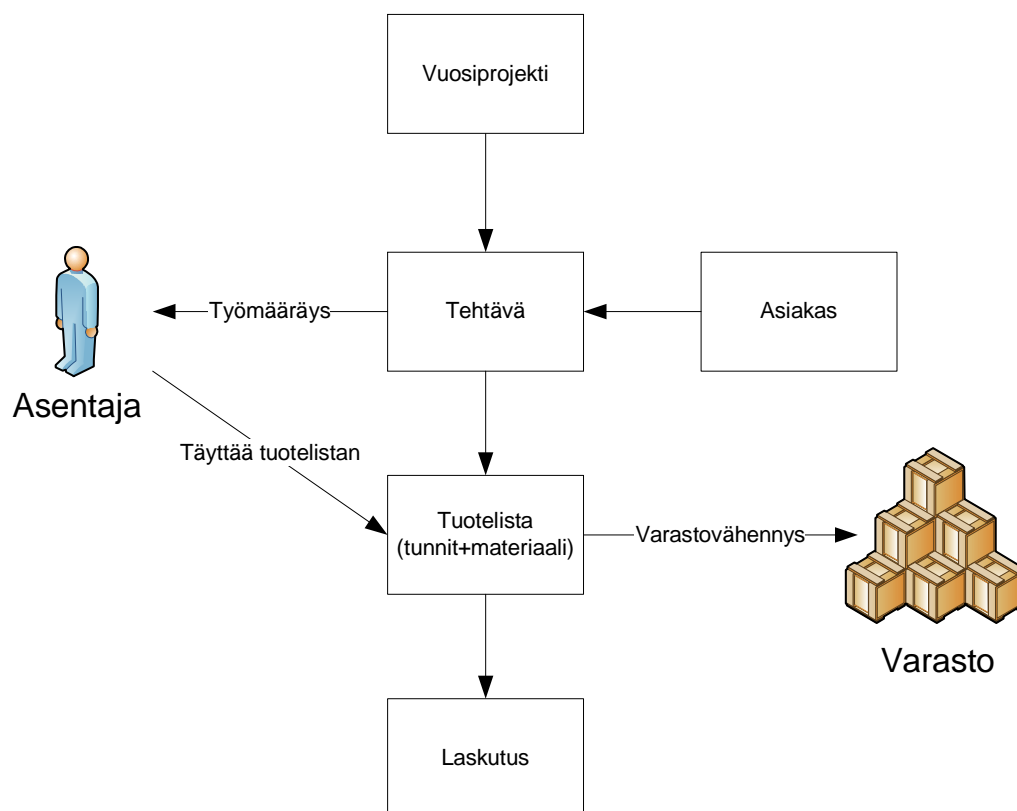 Vuosiprojekti
Työmääräys
Tehtävä
Asiakas
Asentaja
Täyttää tuotelistan
Tuotelista
(tunnit+materiaali)
Varastovähennys
Varasto
Laskutus